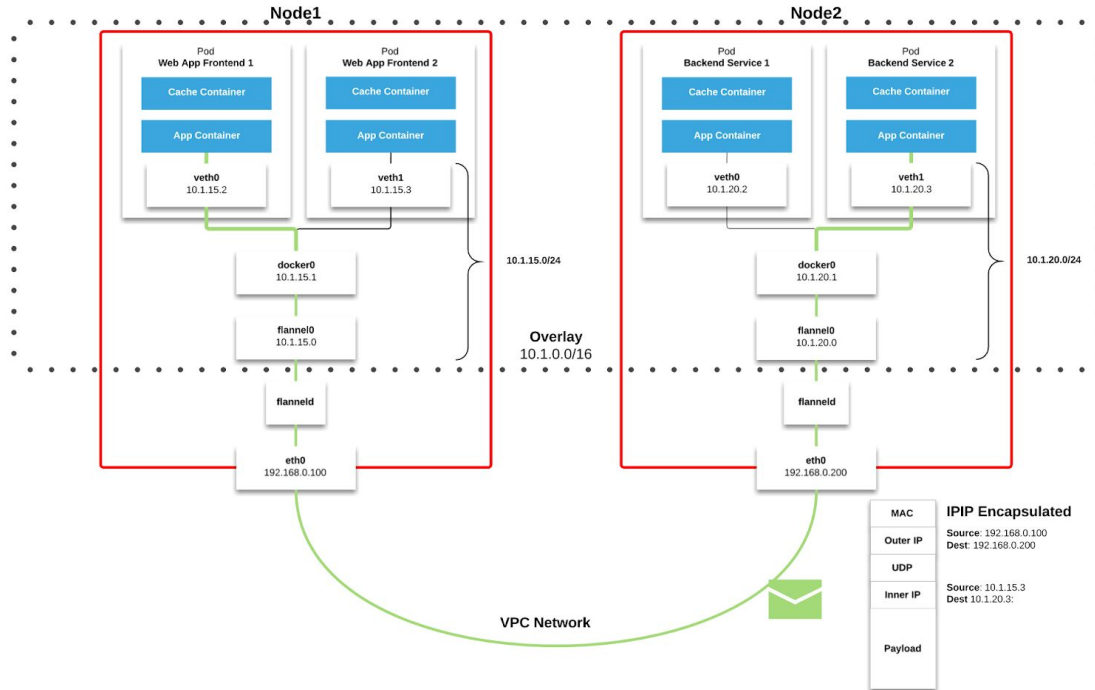 Node1
Node2
Pod
Web App Frontend 1
Cache Container
App Container
veth0
10.1.15.2
Pod
Web App Frontend 2
Cache Container
App Container
veth1
10.1.15.3
docker0
10.1.15.1
flannel0
10.1.15.0
10.1.15.0/24
flanneld
eth0
192.168.0.100
Overlay
10.1.0.0/16
Pod
Backend Service 1
Cache Container
App Container
veth0
10.1.20.2
Pod
Backend Service 2
Cache Container
App Container
veth1
10.1.20.3
docker0
10.1.20.1
flannel0
10.1.20.0
10.1.20.0/24
flanneld
eth0
192.168.0.200
VPC Network
MAC
Outer IP
UDP
Inner IP
Payload
IPIP Encapsulated
Source: 192.168.0.100
Dest: 192.168.0.200
Source: 10.1.15.3
Dest 10.1.20.3: